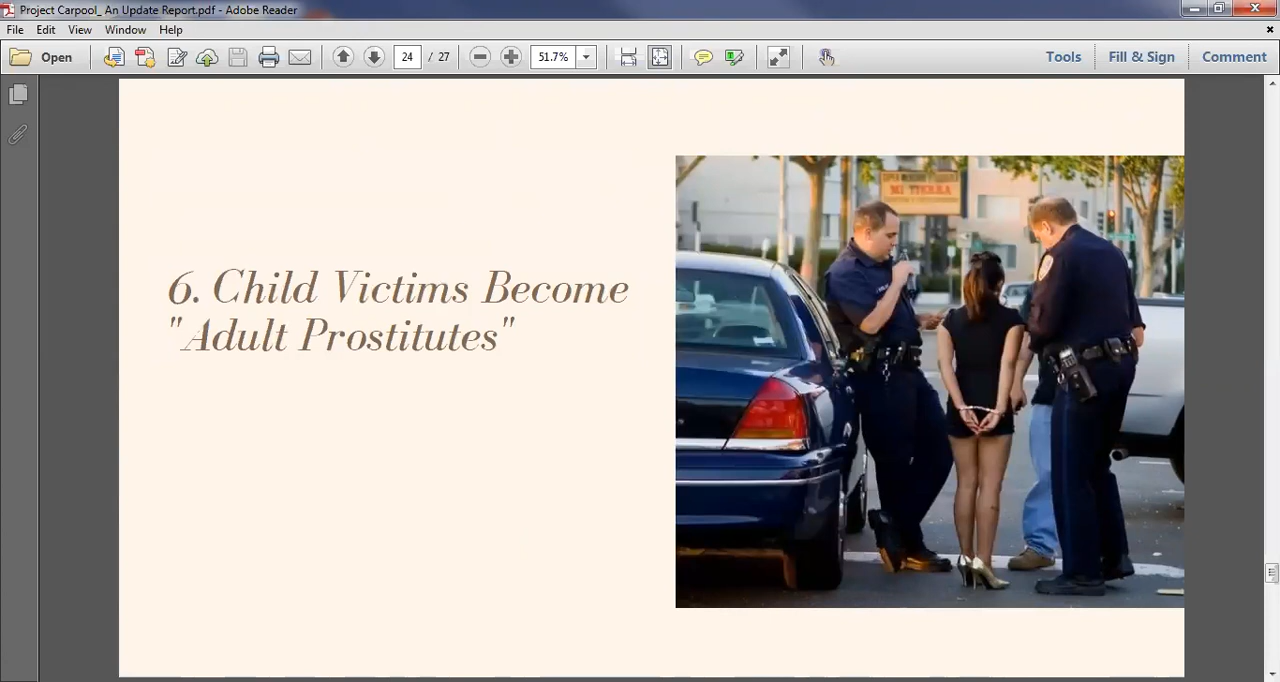 Project Carpool_ An Update Report.pdf - Adobe Reader
File Edit View Window Help
Open 24 / 27 51.7% Tools Fill & Sign Comment
6. Child Victims Become
"Adult Prostitutes"
MI TIERRA